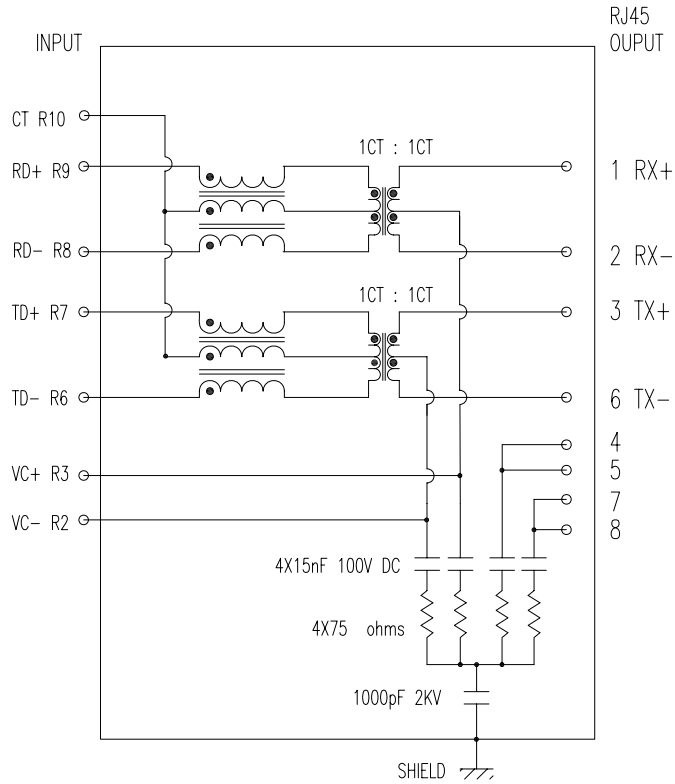 RJ45
INPUT OUPUT
CT R10
1CT : 1CT
RD+ R9 1 RX+
RD- R8 2 RX-
1CT : 1CT
TD+ R7 3 TX+
TD- R6 6 TX-
4
VC+ R3 5
7
VC- R2 8
4X15nF 100V DC
4X75 ohms
1000pF 2KV
SHIELD